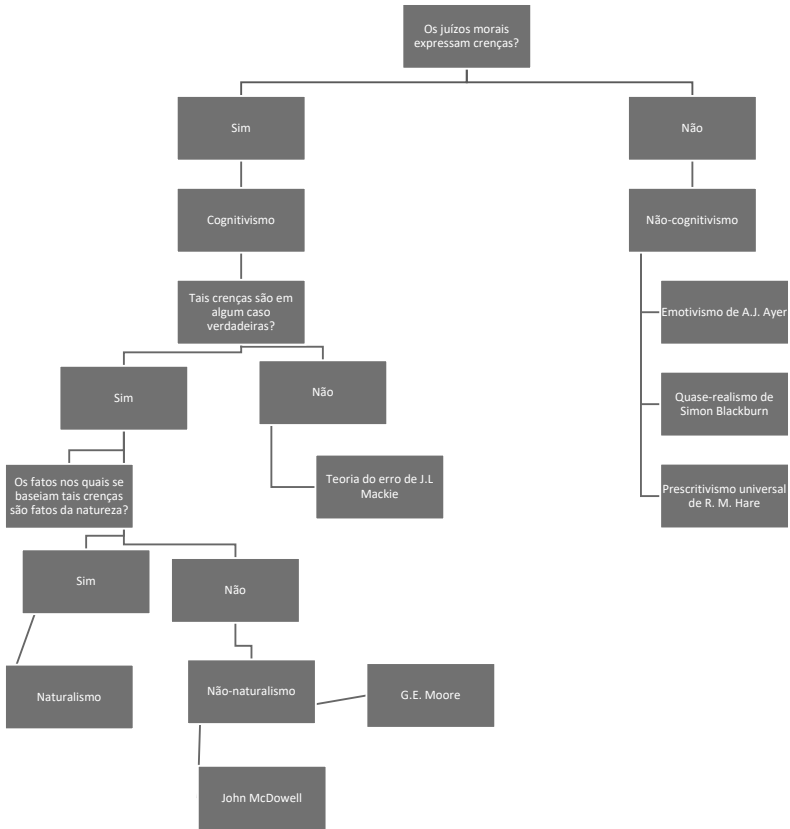 Os juízos morais
expressam crenças?
Sim
Não
Cognitivismo
Não-cognitivismo
Tais crenças são em
algum caso
verdadeiras?
Emotivismo de A.J. Ayer
Sim
Não
Quase-realismo de
Simon Blackburn
Os fatos nos quais se
baseiam tais crenças
são fatos da natureza?
Teoria do erro de J.L
Mackie
Prescritivismo universal
de R. M. Hare
Sim
Não
Naturalismo
Não-naturalismo
G.E. Moore
John McDowell